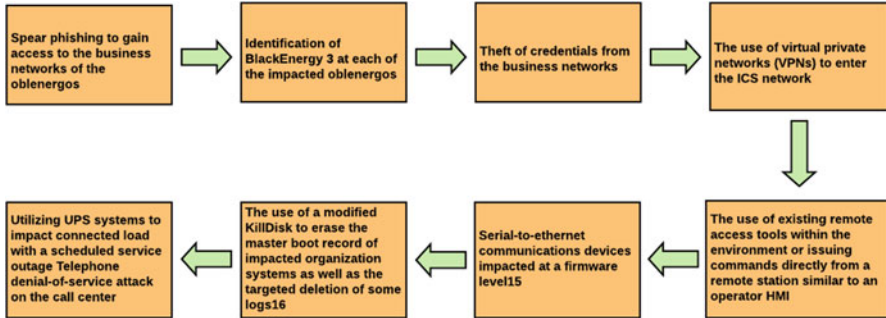 Spear phishing to gain
access to the business
networks of the
oblenergos
Identification of
BlackEnergy 3 at each of
the impacted oblenergos
Theft of credentials from
the business networks
The use of virtual private
networks (VPNs) to enter
the ICS network
The use of existing remote
access tools within the
environment or issuing
commands directly from a
remote station similar to an
operator HMI
Serial-to-ethernet
communications devices
impacted at a firmware
level15
The use of a modified
KillDisk to erase the
master boot record of
impacted organization
systems as well as the
targeted deletion of some
logs16
Utilizing UPS systems to
impact connected load
with a scheduled service
outage Telephone
denial-of-service attack
on the call center